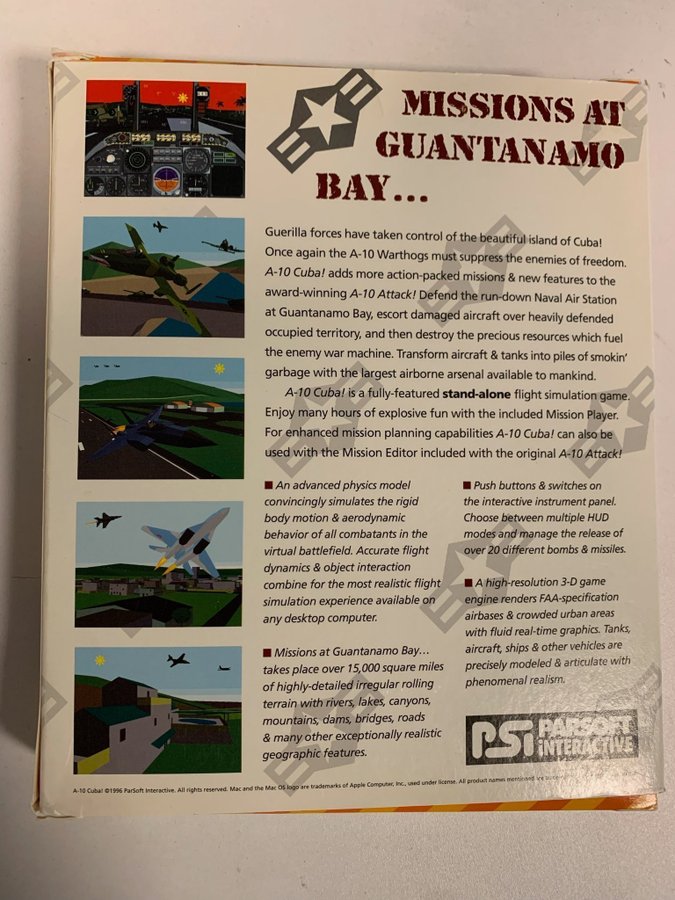 MISSIONS AT
GUANTANAMO
BAY...
Guerilla forces have taken control of the beautiful island of Cuba!
Once again the A-10 Warthogs must suppress the enemies of freedom.
A-10 Cuba! adds more action-packed missions & new features to the
award-winning A-10 Attack! Defend the run-down Naval Air Station
at Guantanamo Bay, escort damaged aircraft over heavily defended
occupied territory, and then destroy the precious resources which fuel
the enemy war machine. Transform aircraft & tanks into piles of smokin'
garbage with the largest airborne arsenal available to mankind.
A-10 Cuba! is a fully-featured stand-alone flight simulation game.
Enjoy many hours of explosive fun with the included Mission Player.
For enhanced mission planning capabilities A-10 Cuba! can also be
used with the Mission Editor included with the original A-10 Attack!
■ An advanced physics model
convincingly simulates the rigid
body motion & aerodynamic
behavior of all combatants in the
virtual battlefield. Accurate flight
dynamics & object interaction
combine for the most realistic flight
simulation experience available on
any desktop computer.
■ Missions at Guantanamo Bay...
takes place over 15,000 square miles
of highly-detailed irregular rolling
terrain with rivers, lakes, canyons,
mountains, dams, bridges, roads
& many other exceptionally realistic
geographic features.
■ Push buttons & switches on
the interactive instrument panel.
Choose between multiple HUD
modes and manage the release of
over 20 different bombs & missiles.
■ A high-resolution 3-D game
engine renders FAA-specification
airbases & crowded urban areas
with fluid real-time graphics. Tanks,
aircraft, ships & other vehicles are
precisely modeled & articulate with
phenomenal realism.
PSI PARSOFT
INTERACTIVE
A-10 Cuba! ©1996 ParSoft Interactive. All rights reserved. Mac and the Mac OS logo are trademarks of Apple Computer, Inc., used under license. All product names mentioned are